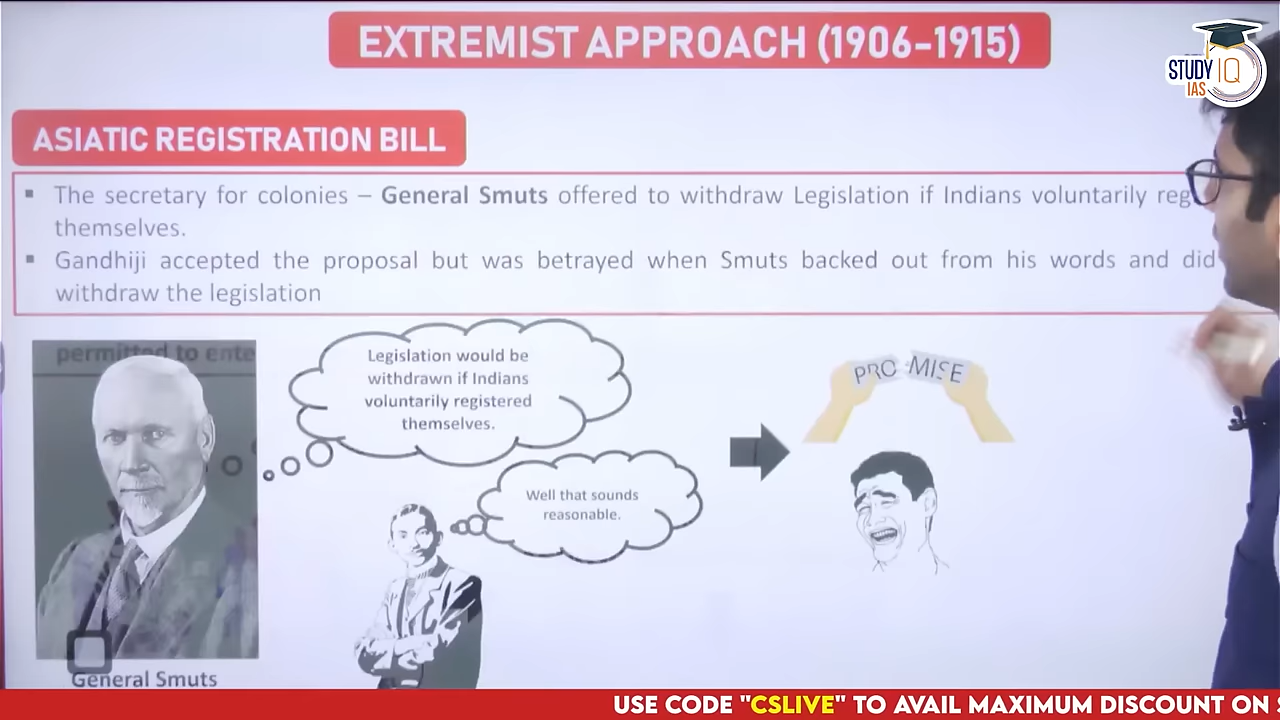 EXTREMIST APPROACH (1906-1915)
STUDY IQ
IAS
ASIATIC REGISTRATION BILL
▪ The secretary for colonies – General Smuts offered to withdraw Legislation if Indians voluntarily
themselves.
▪ Gandhiji accepted the proposal but was betrayed when Smuts backed out from his words and did
withdraw the legislation
permitted to ente
Legislation would be
withdrawn if Indians
voluntarily registered
themselves.
Well that sounds
reasonable.
PRO MISE
General Smuts
USE CODE "CSLIVE" TO AVAIL MAXIMUM DISCOUNT ON